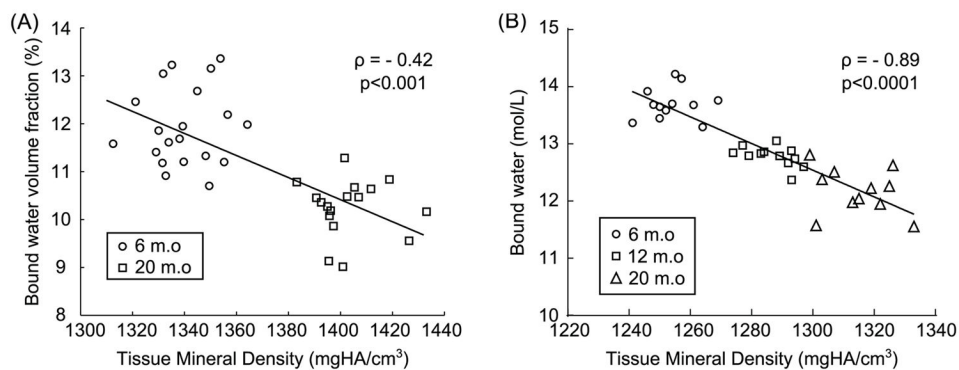 (A)
14
13
12
11
10
9
8
Bound water volume fraction (%)
ρ = - 0.42
p<0.001
6 m.o
20 m.o
1300 1320 1340 1360 1380 1400 1420 1440
Tissue Mineral Density (mgHA/cm³)
(B)
15
14
13
12
11
10
Bound water (mol/L)
ρ = - 0.89
p<0.0001
6 m.o
12 m.o
20 m.o
1220 1240 1260 1280 1300 1320 1340
Tissue Mineral Density (mgHA/cm³)